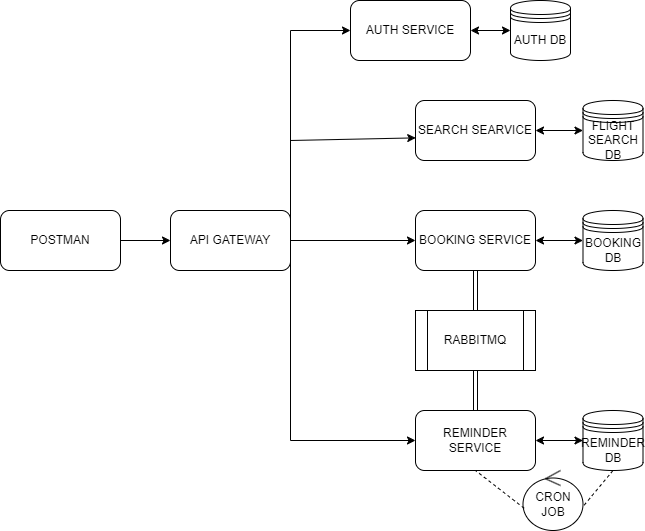 AUTH SERVICE
AUTH DB
SEARCH SEARVICE
FLIGHT
SEARCH
DB
POSTMAN
API GATEWAY
BOOKING SERVICE
BOOKING
DB
RABBITMQ
REMINDER
SERVICE
REMINDER
DB
CRON
JOB